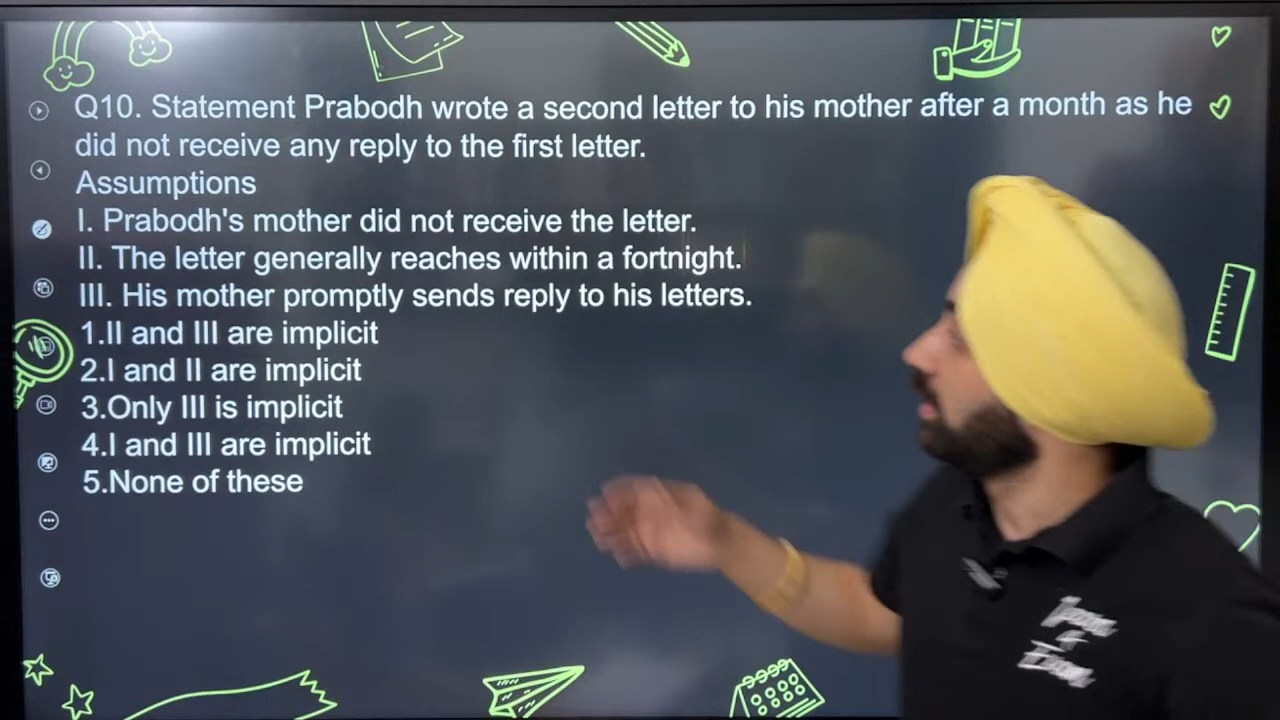 Q10. Statement Prabodh wrote a second letter to his mother after a month as he
did not receive any reply to the first letter.
Assumptions
I. Prabodh's mother did not receive the letter.
II. The letter generally reaches within a fortnight.
III. His mother promptly sends reply to his letters.
1.II and III are implicit
2.I and II are implicit
3.Only III is implicit
4.I and III are implicit
5.None of these